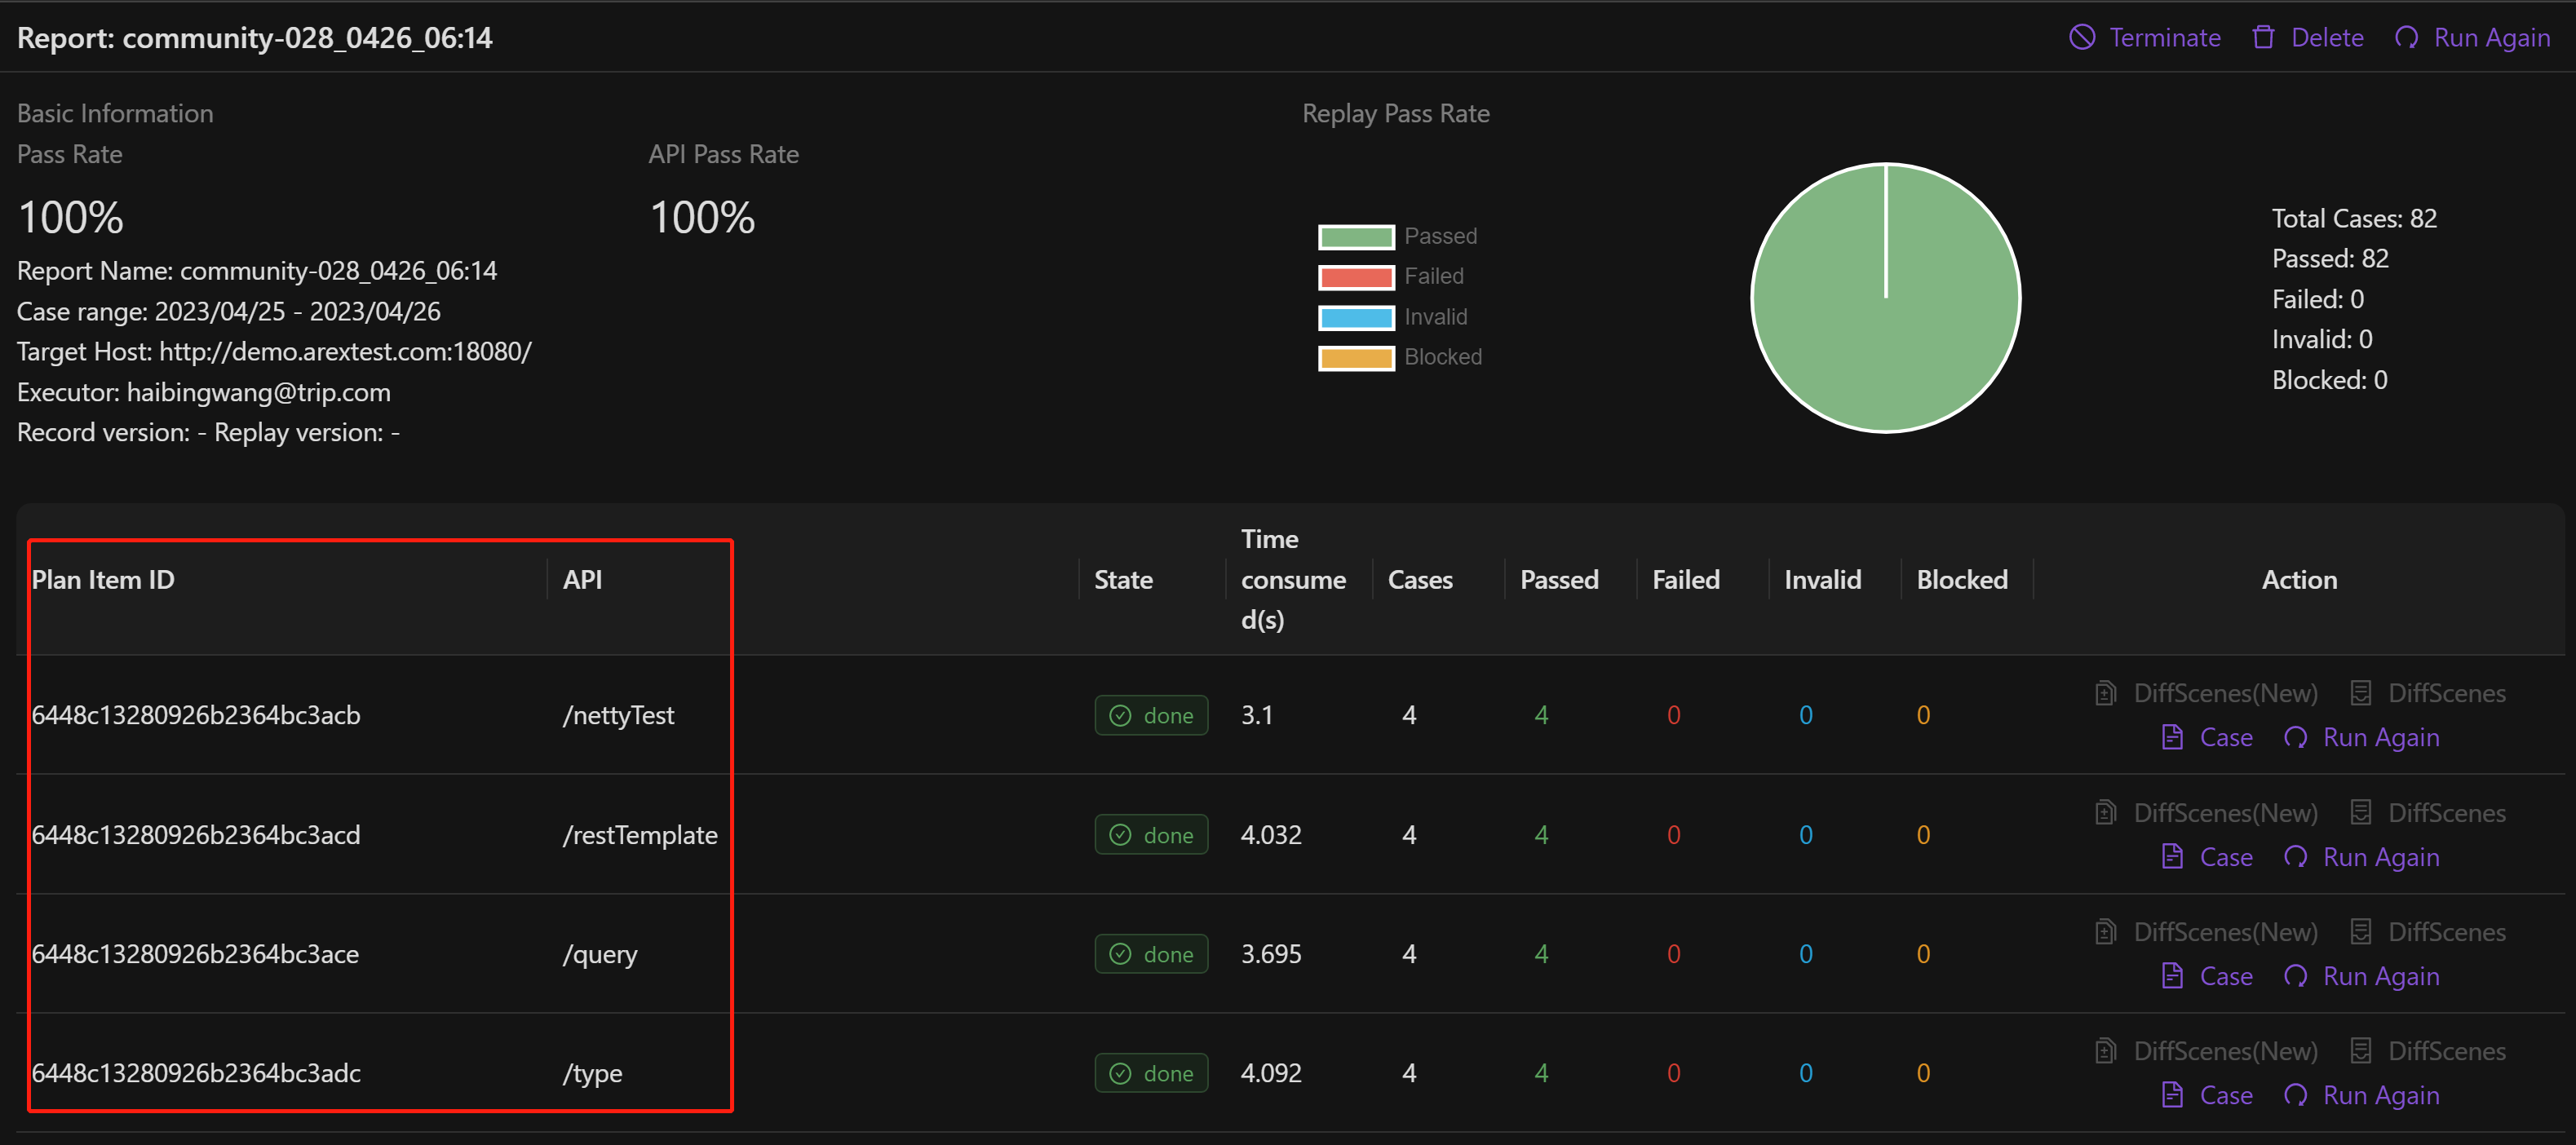 Report: community-028_0426_06:14
Terminate Delete Run Again
Basic Information
Pass Rate
API Pass Rate
100%
100%
Report Name: community-028_0426_06:14
Case range: 2023/04/25 - 2023/04/26
Target Host: http://demo.arextest.com:18080/
Executor: haibingwang@trip.com
Record version: - Replay version: -
Replay Pass Rate
Passed
Failed
Invalid
Blocked
Total Cases: 82
Passed: 82
Failed: 0
Invalid: 0
Blocked: 0
Plan Item ID API State Time consumed(s) Cases Passed Failed Invalid Blocked Action
6448c13280926b2364bc3acb /nettyTest done 3.1 4 4 0 0 0 DiffScenes(New) DiffScenes
Case Run Again
6448c13280926b2364bc3acd /restTemplate done 4.032 4 4 0 0 0 DiffScenes(New) DiffScenes
Case Run Again
6448c13280926b2364bc3ace /query done 3.695 4 4 0 0 0 DiffScenes(New) DiffScenes
Case Run Again
6448c13280926b2364bc3adc /type done 4.092 4 4 0 0 0 DiffScenes(New) DiffScenes
Case Run Again